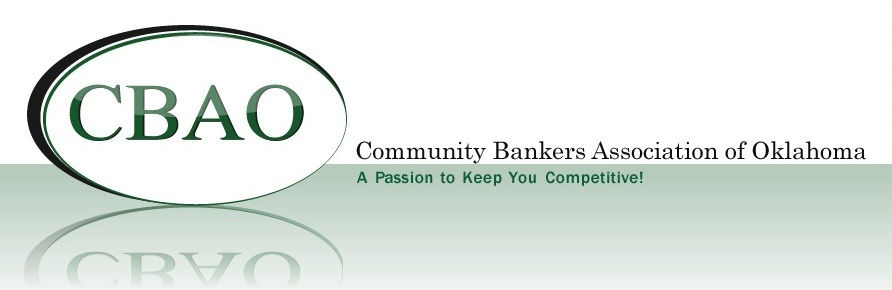 CBAO
Community Bankers Association of Oklahoma
A Passion to Keep You Competitive!